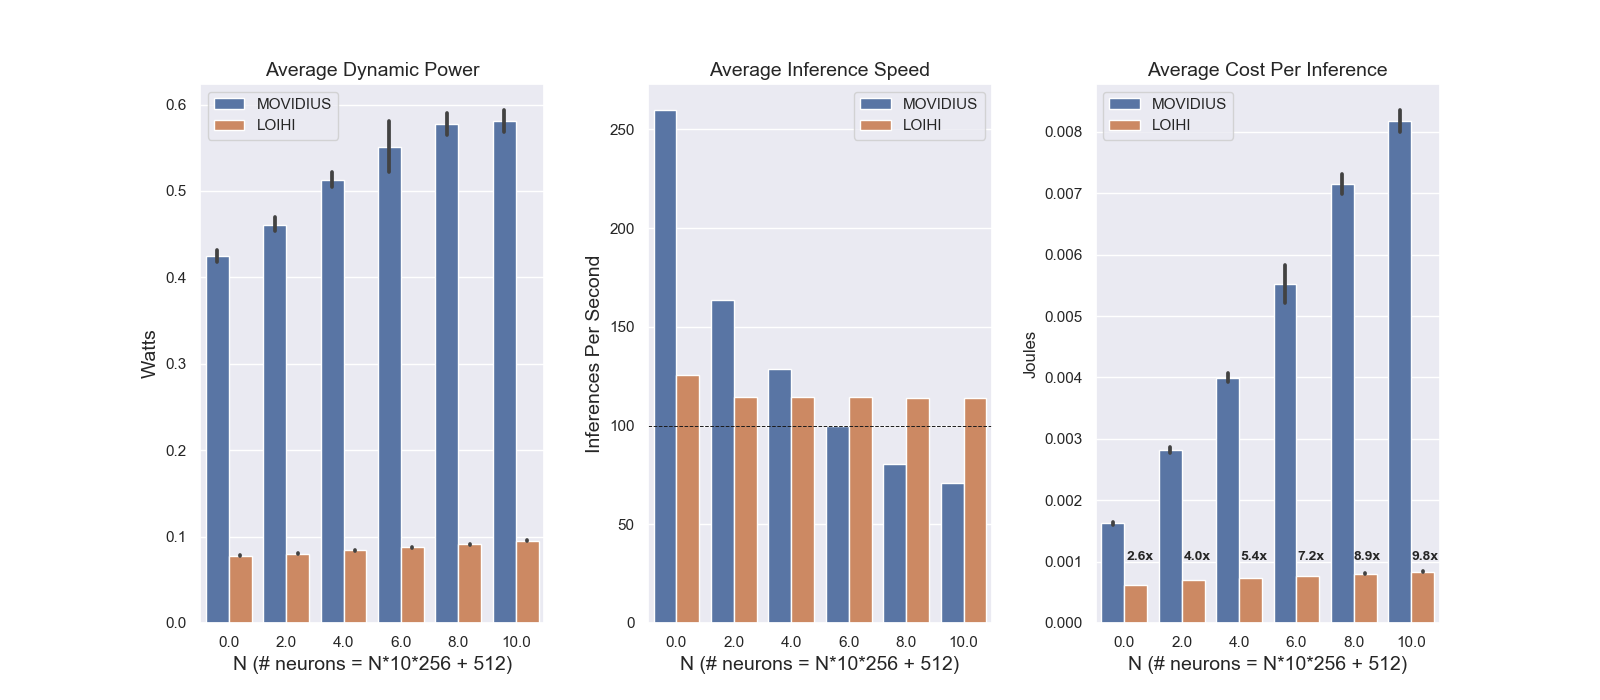 Average Dynamic Power
MOVIDIUS
LOIHI
0.6
0.5
0.4
0.3
0.2
0.1
0.0
Watts
0.0 2.0 4.0 6.0 8.0 10.0
N (# neurons = N*10*256 + 512)
Average Inference Speed
MOVIDIUS
LOIHI
250
200
150
100
50
0
Inferences Per Second
0.0 2.0 4.0 6.0 8.0 10.0
N (# neurons = N*10*256 + 512)
Average Cost Per Inference
MOVIDIUS
LOIHI
0.008
0.007
0.006
0.005
0.004
0.003
0.002
0.001
0.000
Joules
2.6x 4.0x 5.4x 7.2x 8.9x 9.8x
0.0 2.0 4.0 6.0 8.0 10.0
N (# neurons = N*10*256 + 512)